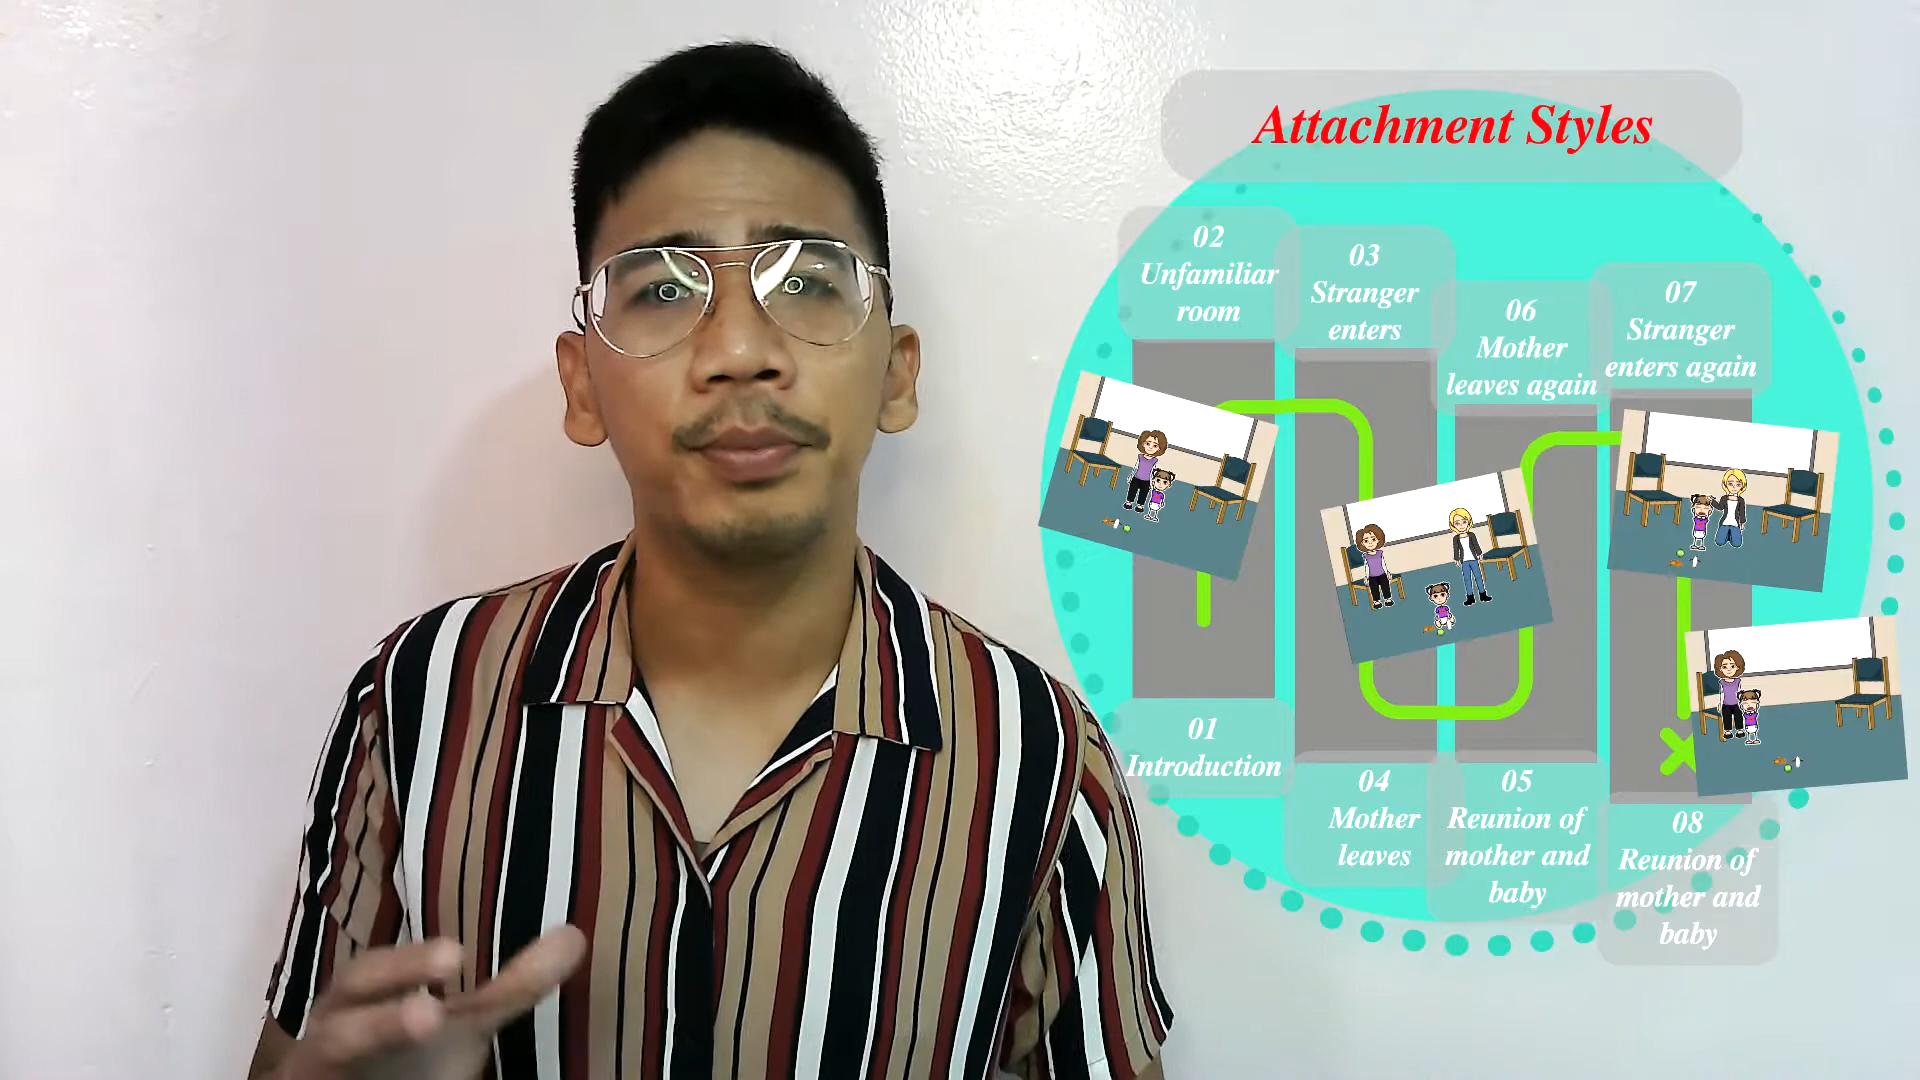 Attachment Styles
02
Unfamiliar
room
03
Stranger
enters
06
Mother
leaves again
07
Stranger
enters again
01
Introduction
04
Mother
leaves
05
Reunion of
mother and
baby
08
Reunion of
mother and
baby